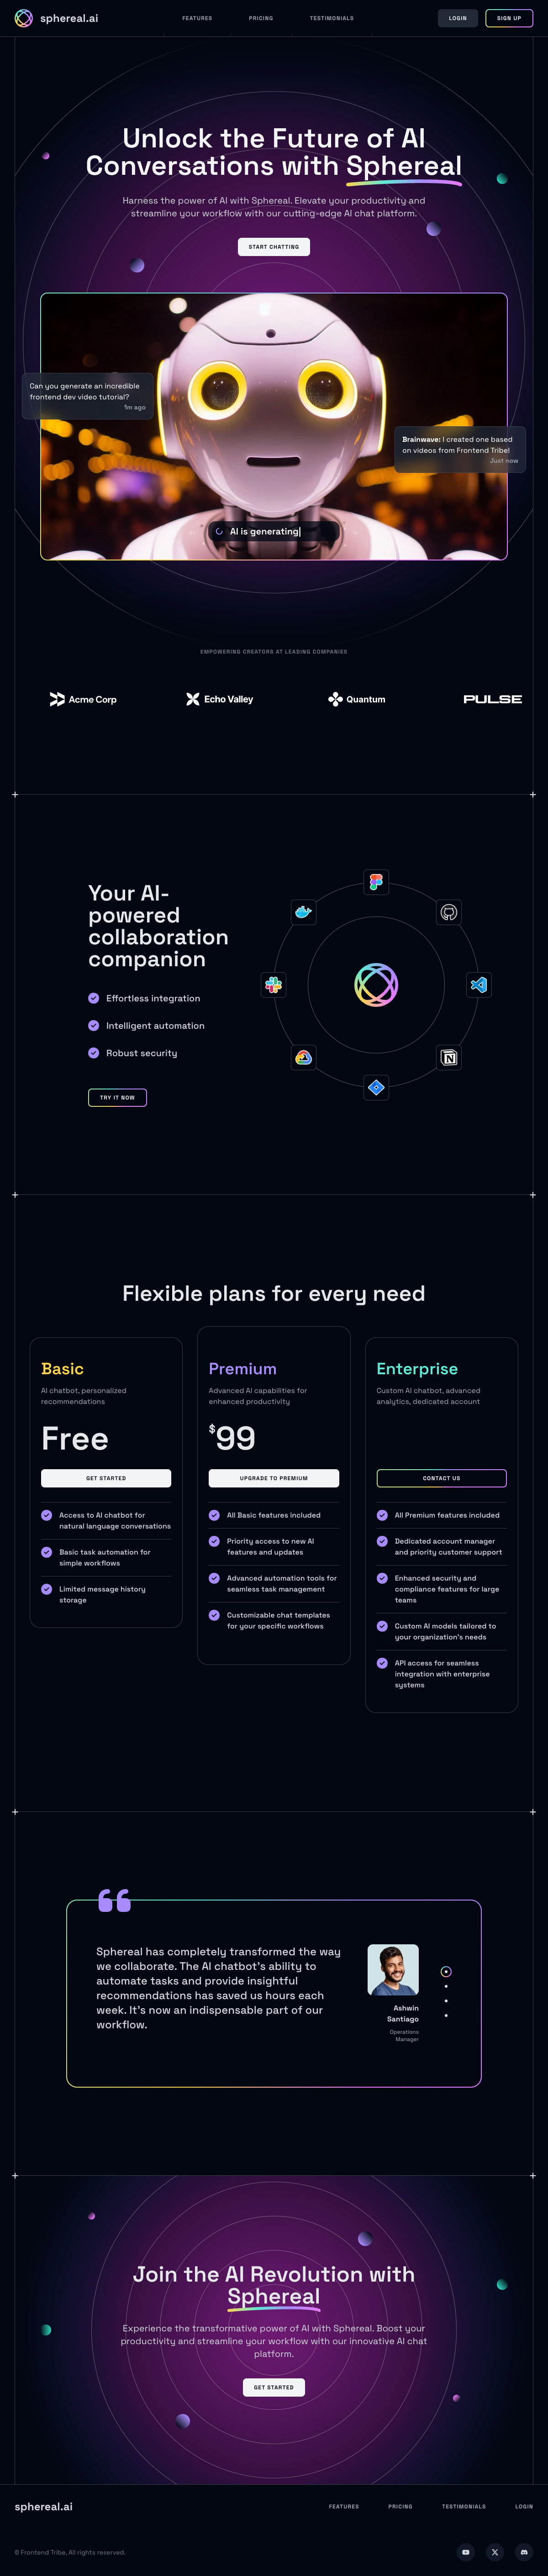 sphereal.ai
FEATURES
PRICING
TESTIMONIALS
LOGIN
SIGN UP
Unlock the Future of AI
Conversations with Sphereal
Harness the power of AI with Sphereal. Elevate your productivity and
streamline your workflow with our cutting-edge AI chat platform.
START CHATTING
Can you generate an incredible
frontend dev video tutorial?
1m ago
Brainwave: I created one based
on videos from Frontend Tribe!
Just now
AI is generating|
EMPOWERING CREATORS AT LEADING COMPANIES
Acme Corp
Echo Valley
Quantum
PULSE
Your AI-
powered
collaboration
companion
Effortless integration
Intelligent automation
Robust security
TRY IT NOW
Flexible plans for every need
Basic
AI chatbot, personalized
recommendations
Free
GET STARTED
Access to AI chatbot for
natural language conversations
Basic task automation for
simple workflows
Limited message history
storage
Premium
Advanced AI capabilities for
enhanced productivity
$99
UPGRADE TO PREMIUM
All Basic features included
Priority access to new AI
features and updates
Advanced automation tools for
seamless task management
Customizable chat templates
for your specific workflows
Enterprise
Custom AI chatbot, advanced
analytics, dedicated account
CONTACT US
All Premium features included
Dedicated account manager
and priority customer support
Enhanced security and
compliance features for large
teams
Custom AI models tailored to
your organization's needs
API access for seamless
integration with enterprise
systems
Sphereal has completely transformed the way
we collaborate. The AI chatbot's ability to
automate tasks and provide insightful
recommendations has saved us hours each
week. It's now an indispensable part of our
workflow.
Ashwin
Santiago
Operations
Manager
Join the AI Revolution with
Sphereal
Experience the transformative power of AI with Sphereal. Boost your
productivity and streamline your workflow with our innovative AI chat
platform.
GET STARTED
sphereal.ai
FEATURES
PRICING
TESTIMONIALS
LOGIN
© Frontend Tribe, All rights reserved.